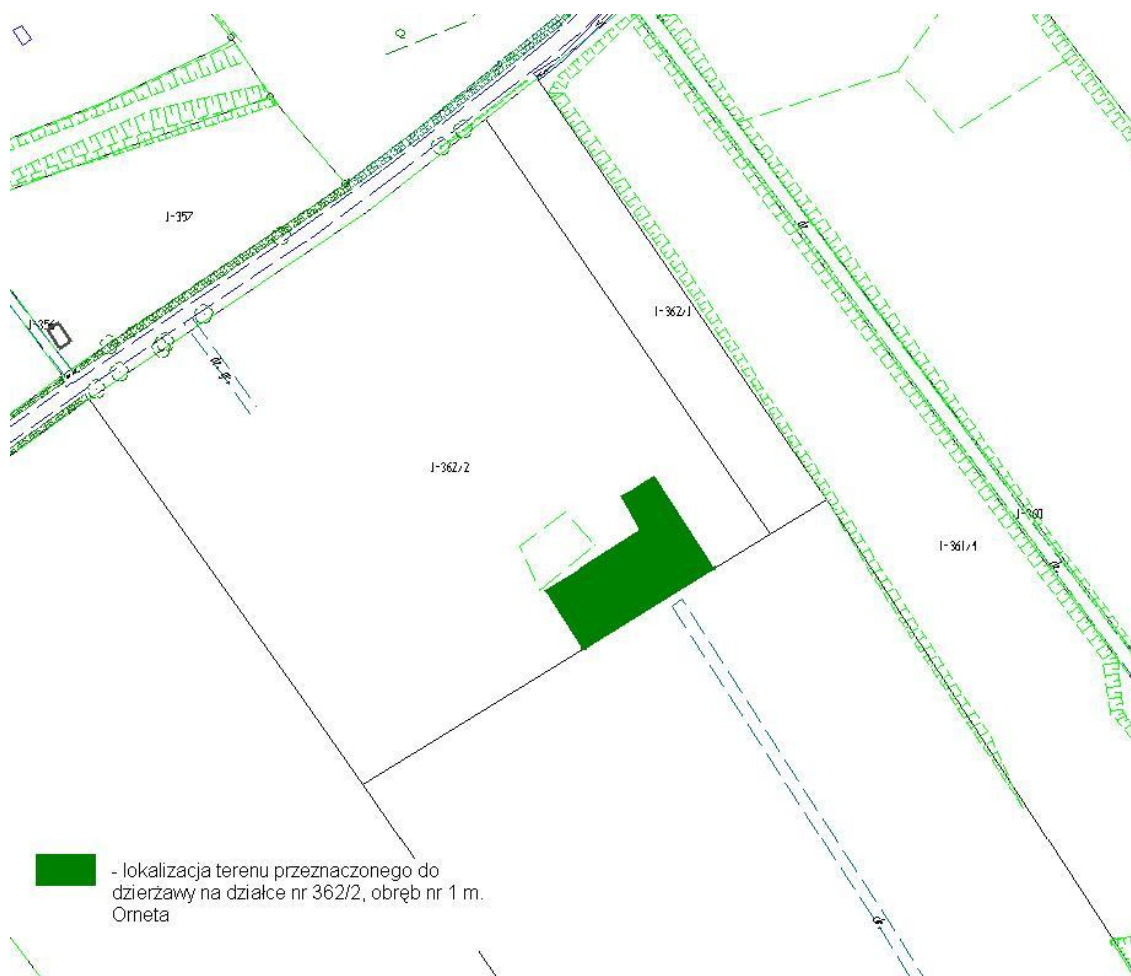 J-357
J-356
J-362/1
J-362/2
J-361/4
- lokalizacja terenu przeznaczonego do
dzierżawy na działce nr 362/2, obręb nr 1 m.
Orneta